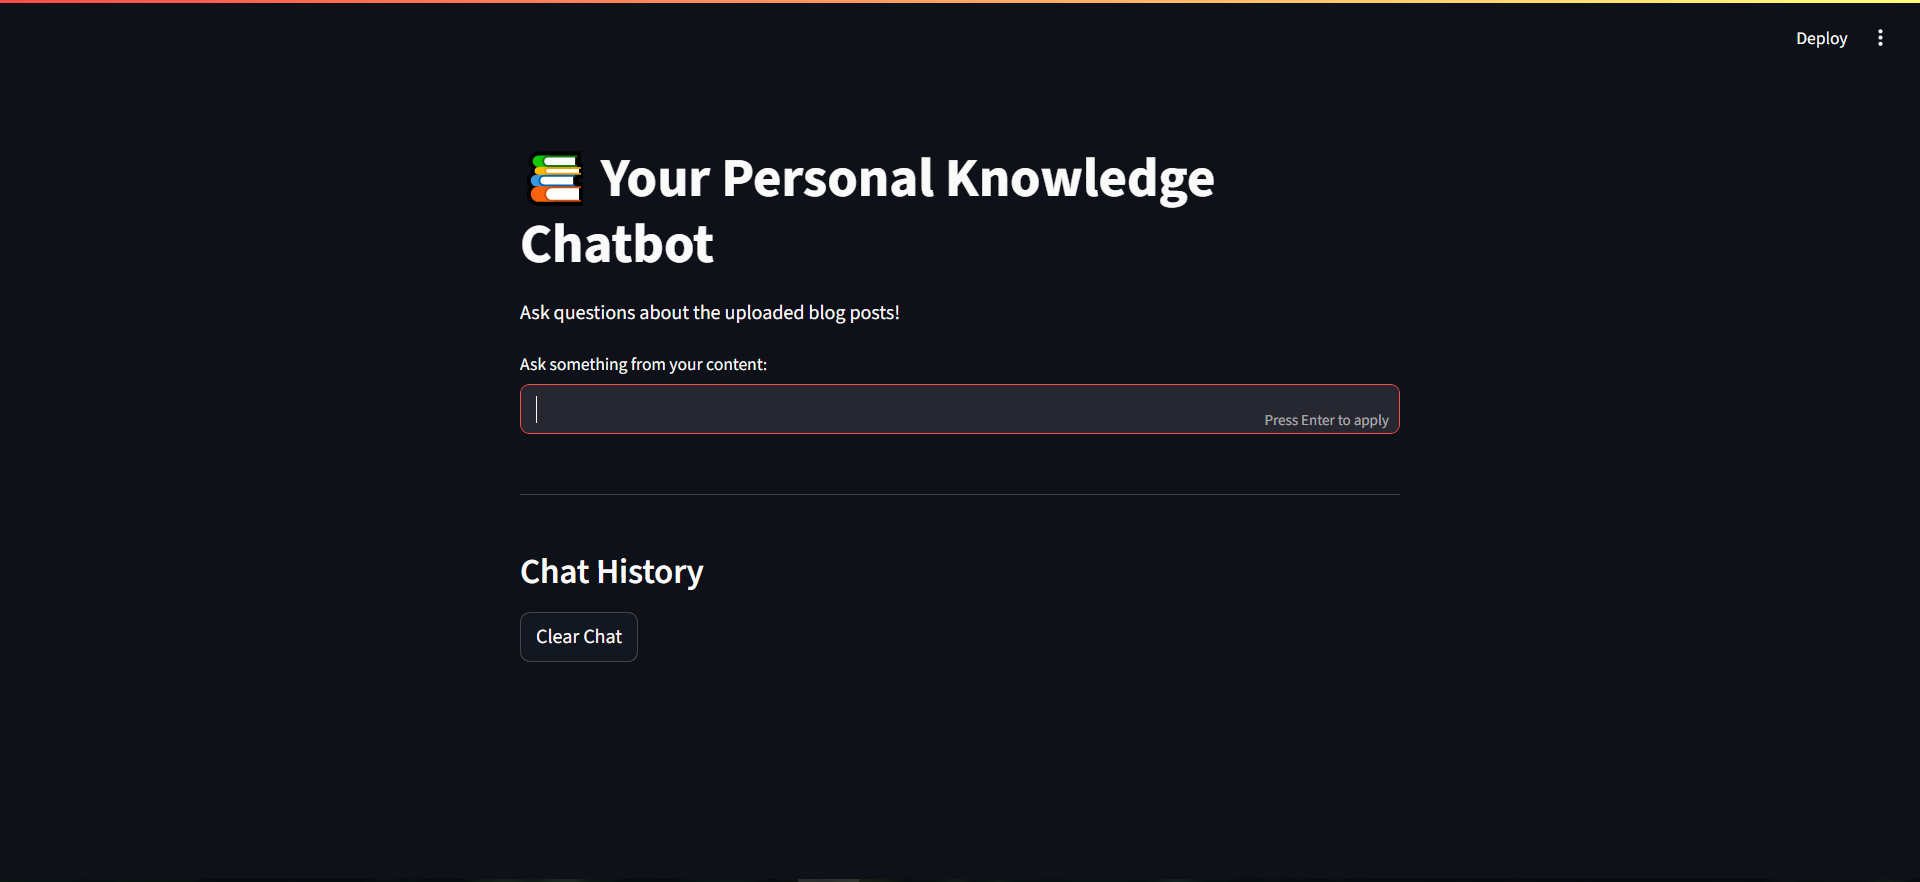 Deploy
📚 Your Personal Knowledge
Chatbot
Ask questions about the uploaded blog posts!
Ask something from your content:
Press Enter to apply
Chat History
Clear Chat